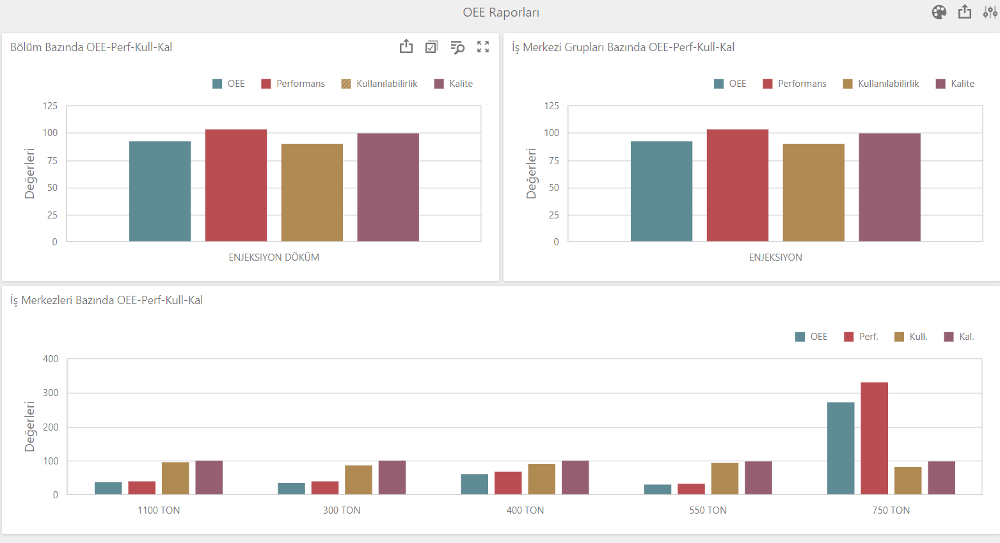 OEE Raporları
Bölüm Bazında OEE-Perf-Kull-Kal
OEE Performans Kullanılabilirlik Kalite
125
100
75
50
25
0
Değerleri
ENJEKSIYON DÖKÜM
İş Merkezi Grupları Bazında OEE-Perf-Kull-Kal
OEE Performans Kullanılabilirlik Kalite
125
100
75
50
25
0
Değerleri
ENJEKSIYON
İş Merkezleri Bazında OEE-Perf-Kull-Kal
OEE Perf. Kull. Kal.
400
300
200
100
0
Değerleri
1100 TON 300 TON 400 TON 550 TON 750 TON